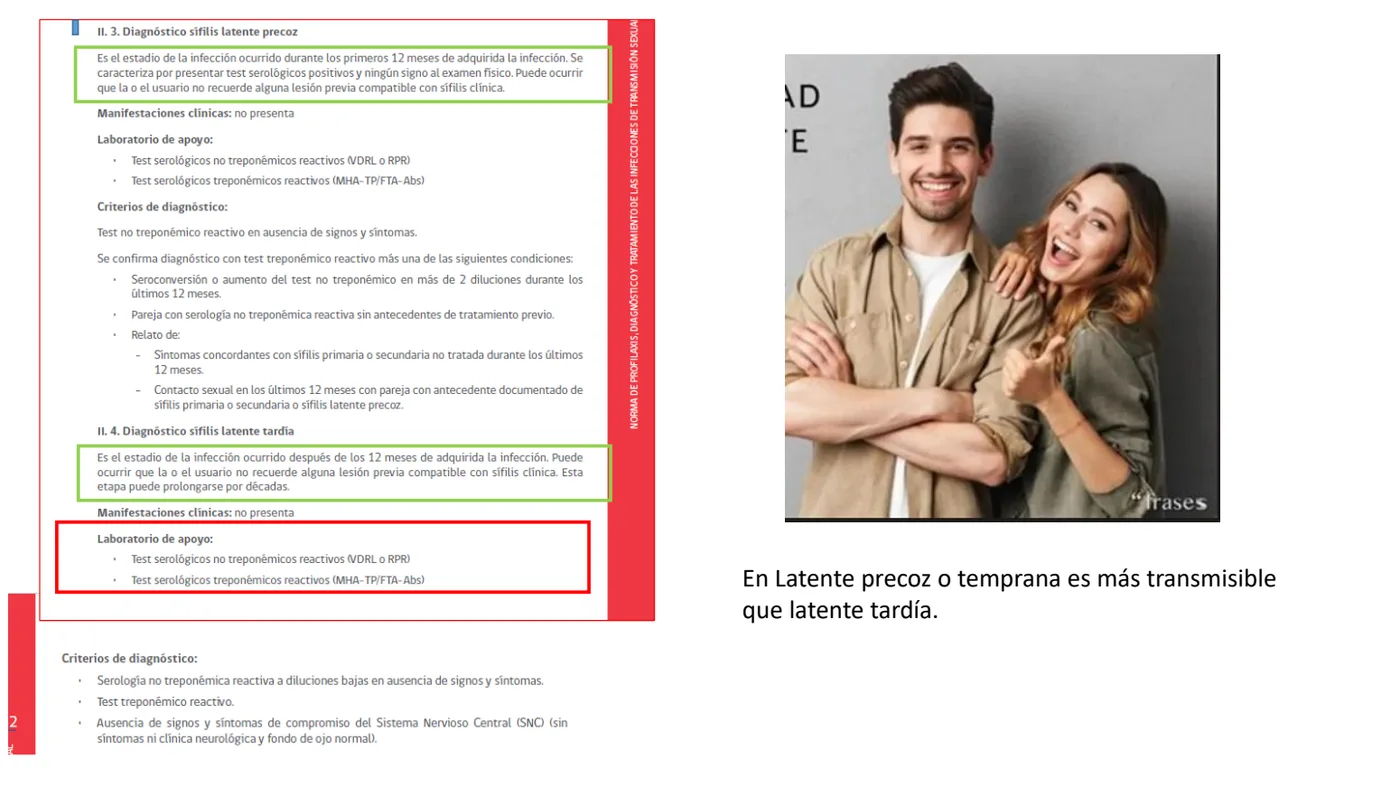 II. 3. Diagnóstico sífilis latente precoz
Es el estadio de la infección ocurrido durante los primeros 12 meses de adquirida la infección. Se
caracteriza por presentar test serológicos positivos y ningún signo al examen físico. Puede ocurrir
que la o el usuario no recuerde alguna lesión previa compatible con sífilis clínica.
Manifestaciones clínicas: no presenta
Laboratorio de apoyo:
· Test serológicos no treponémicos reactivos (VDRL o RPR)
· Test serológicos treponémicos reactivos (MHA-TP/FTA-Abs)
Criterios de diagnóstico:
Test no treponémico reactivo en ausencia de signos y síntomas.
Se confirma diagnóstico con test treponémico reactivo más una de las siguientes condiciones:
· Seroconversión o aumento del test no treponémico en más de 2 diluciones durante los
últimos 12 meses.
· Pareja con serología no treponémica reactiva sin antecedentes de tratamiento previo.
· Relato de:
– Síntomas concordantes con sífilis primaria o secundaria no tratada durante los últimos
12 meses.
– Contacto sexual en los últimos 12 meses con pareja con antecedente documentado de
sífilis primaria o secundaria o sífilis latente precoz.
II. 4. Diagnóstico sífilis latente tardía
Es el estadio de la infección ocurrido después de los 12 meses de adquirida la infección. Puede
ocurrir que la o el usuario no recuerde alguna lesión previa compatible con sífilis clínica. Esta
etapa puede prolongarse por décadas.
Manifestaciones clínicas: no presenta
Laboratorio de apoyo:
· Test serológicos no treponémicos reactivos (VDRL o RPR)
· Test serológicos treponémicos reactivos (MHA-TP/FTA-Abs)
NORMA DE PROFILAXIS, DIAGNÓSTICO Y TRATAMIENTO DE LAS INFECCIONES DE TRANSMISIÓN
Criterios de diagnóstico:
· Serología no treponémica reactiva a diluciones bajas en ausencia de signos y síntomas.
· Test treponémico reactivo.
· Ausencia de signos y síntomas de compromiso del Sistema Nervioso Central (SNC) (sin
síntomas ni clínica neurológica y fondo de ojo normal).
2
AD
TE
“frases
En Latente precoz o temprana es más transmisible
que latente tardía.